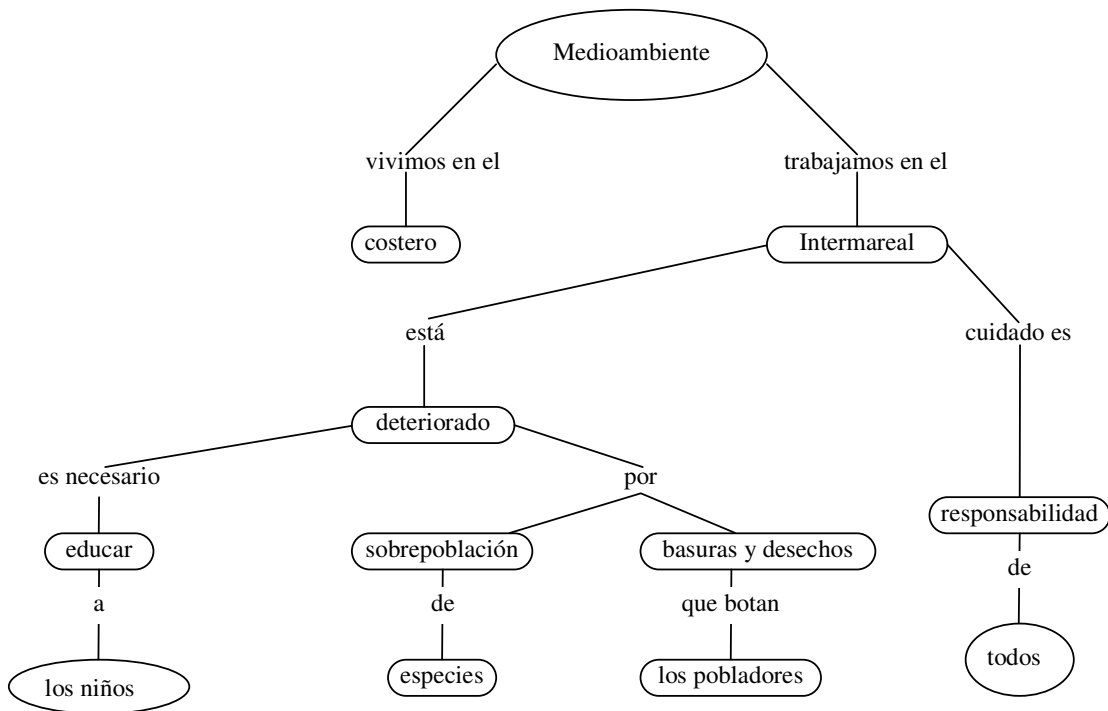 Medioambiente
vivimos en el
trabajamos en el
costero
Intermareal
está
cuidado es
deteriorado
es necesario
por
responsabilidad
educar
sobrepoblación
basuras y desechos
de
a
de
que botan
los niños
especies
los pobladores
todos